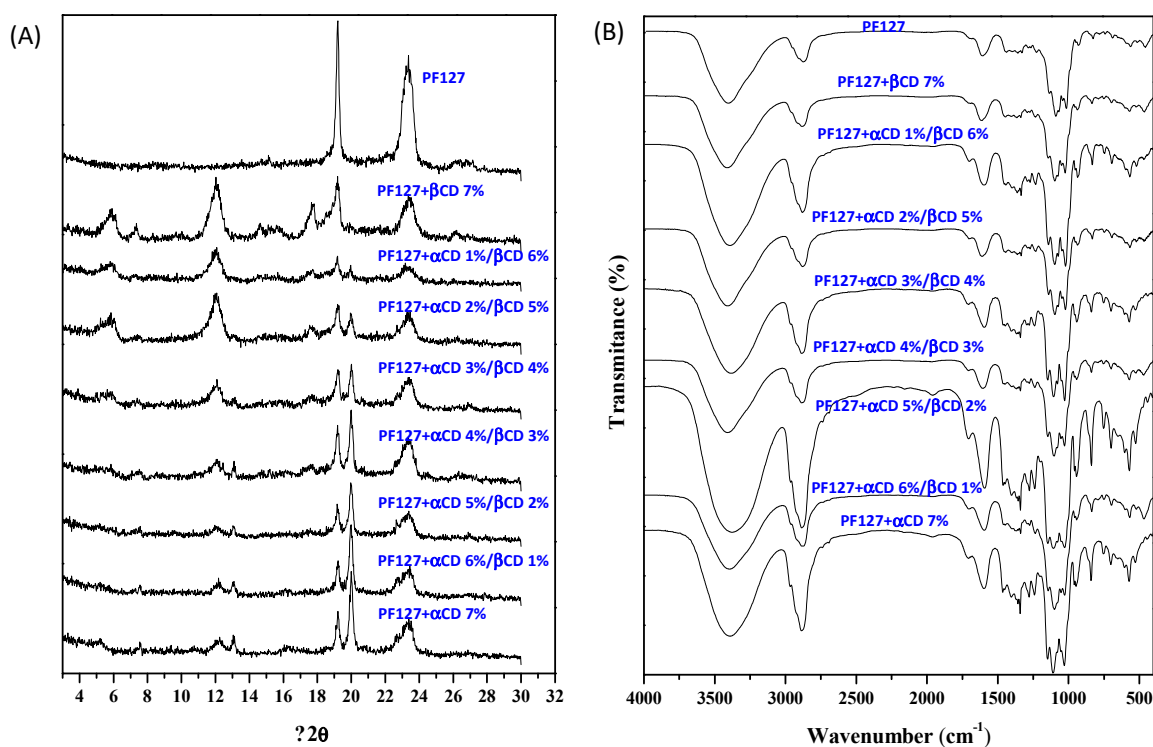 (A)
PF127
PF127+βCD 7%
PF127+αCD 1%/βCD 6%
PF127+αCD 2%/βCD 5%
PF127+αCD 3%/βCD 4%
PF127+αCD 4%/βCD 3%
PF127+αCD 5%/βCD 2%
PF127+αCD 6%/βCD 1%
PF127+αCD 7%
4 6 8 10 12 14 16 18 20 22 24 26 28 30 32
?2θ
(B)
PF127
PF127+βCD 7%
PF127+αCD 1%/βCD 6%
PF127+αCD 2%/βCD 5%
PF127+αCD 3%/βCD 4%
PF127+αCD 4%/βCD 3%
PF127+αCD 5%/βCD 2%
PF127+αCD 6%/βCD 1%
PF127+αCD 7%
Transmitance (%)
4000 3500 3000 2500 2000 1500 1000 500
Wavenumber (cm⁻¹)